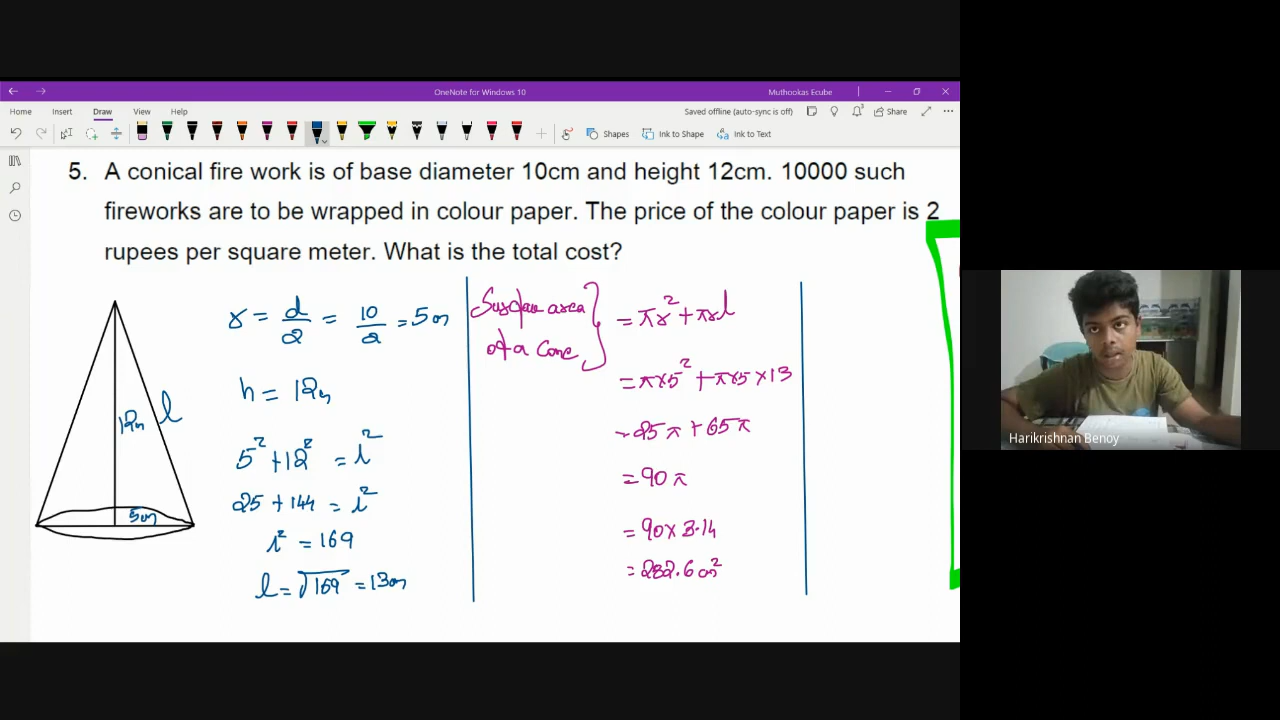 OneNote for Windows 10
Muthookas Ecube
Home Insert Draw View Help
Saved offline (auto-sync is off)
Share
Shapes
Ink to Shape
Ink to Text
5. A conical fire work is of base diameter 10cm and height 12cm. 10000 such
fireworks are to be wrapped in colour paper. The price of the colour paper is 2
rupees per square meter. What is the total cost?
12m
l
5cm
r = d/2 = 10/2 = 5cm
h = 12m
5² + 12² = l²
25 + 144 = l²
l² = 169
l = √169 = 13cm
area
of a Cone
= πr² + πrl
= π×5² + π×5×13
= 25π + 65π
= 90π
= 90×3.14
= 282.6 cm²
Harikrishnan Benoy